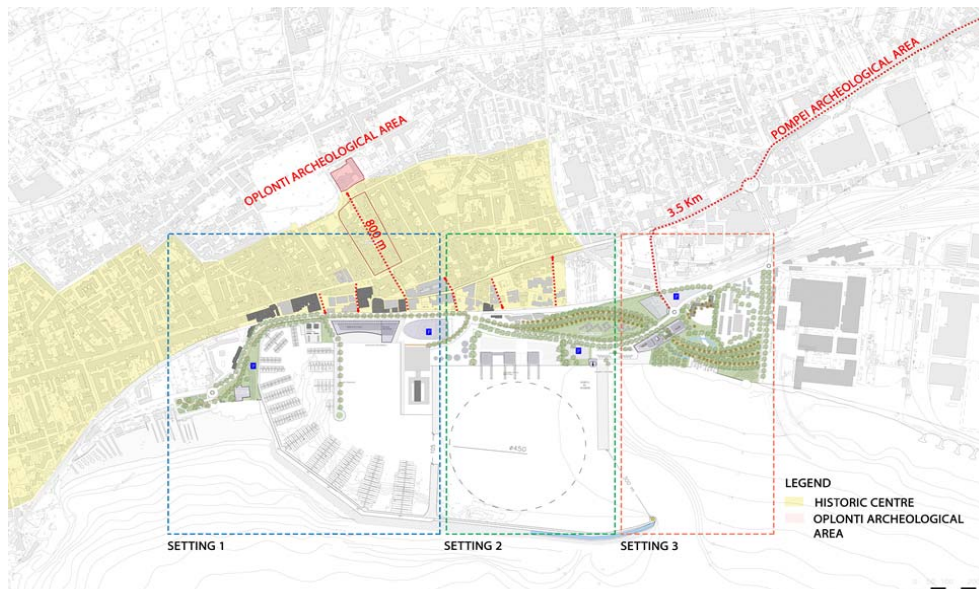 POMPEI ARCHEOLOGICAL AREA
OPLONTI ARCHEOLOGICAL AREA
3.5 Km
800 m
P
P
P
P
ø450
LEGEND
HISTORIC CENTRE
OPLONTI ARCHEOLOGICAL
AREA
SETTING 1
SETTING 2
SETTING 3